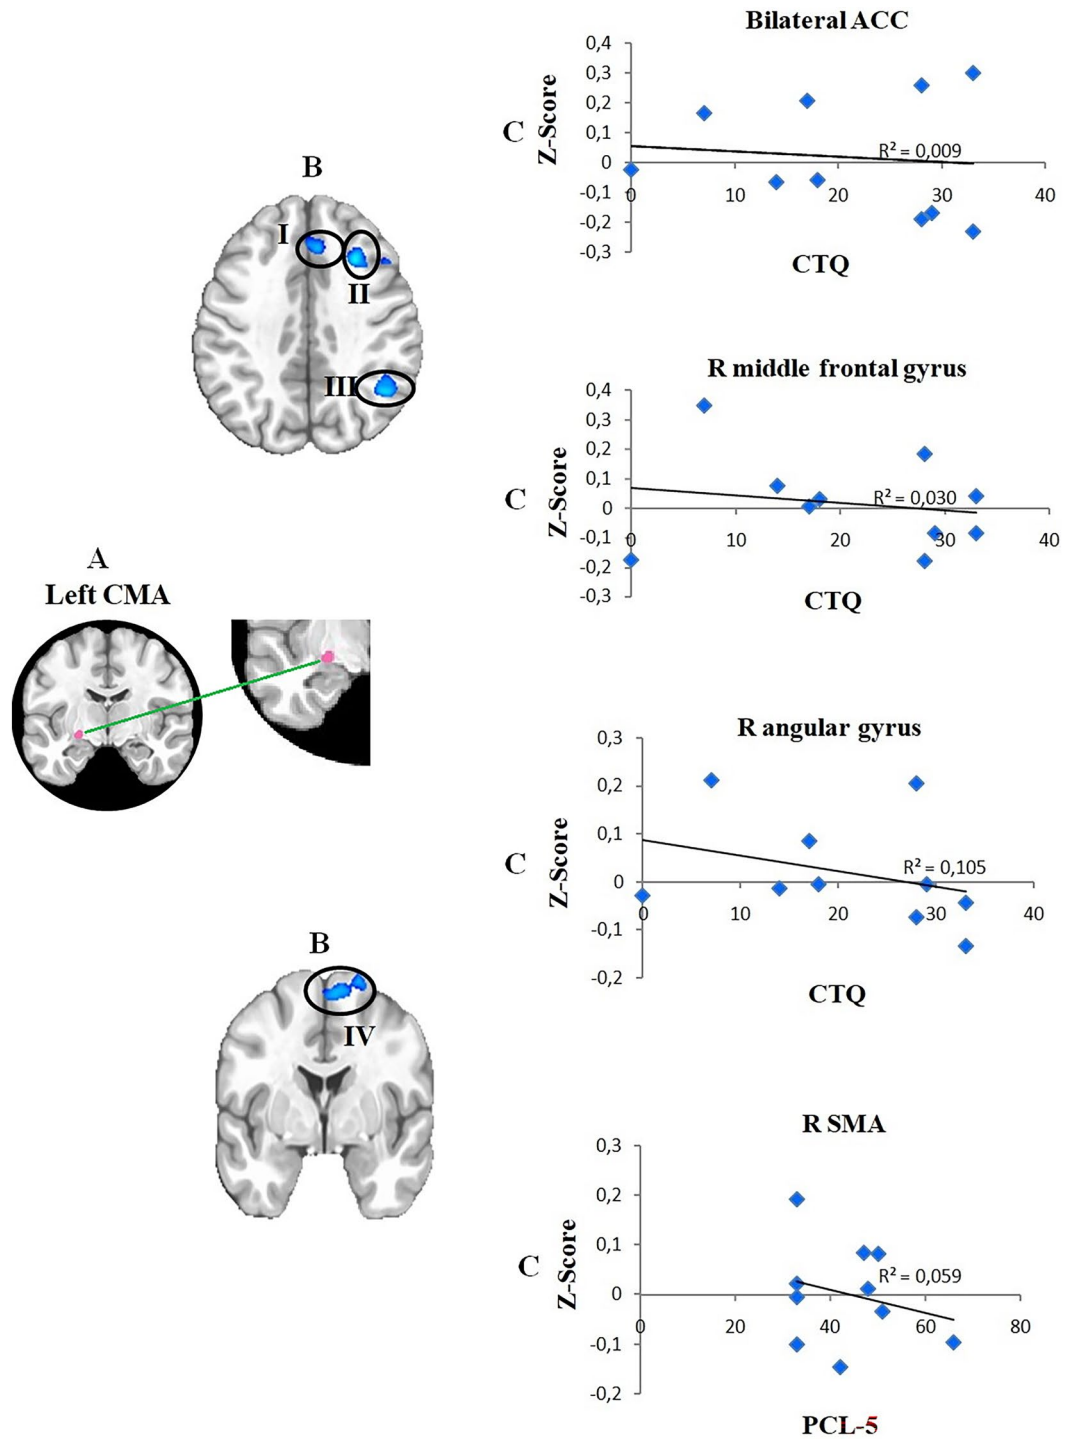 Bilateral ACC
0,4
0,3
0,2
0,1
0
-0,1
-0,2
-0,3
0
10
20
30
40
C
Z-Score
R² = 0,009
CTQ
B
I
II
III
R middle frontal gyrus
0,4
0,3
0,2
0,1
0
-0,1
-0,2
-0,3
0
10
20
30
40
C
Z-Score
R² = 0,030
CTQ
A
Left CMA
R angular gyrus
0,3
0,2
0,1
0
-0,1
-0,2
0
10
20
30
40
C
Z-Score
R² = 0,105
CTQ
B
IV
R SMA
0,3
0,2
0,1
0
-0,1
-0,2
0
20
40
60
80
C
Z-Score
R² = 0,059
PCL-5